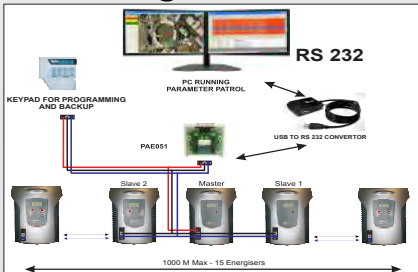 RS 232
PC RUNNING
PARAMETER PATROL
KEYPAD FOR PROGRAMMING
AND BACKUP
USB TO RS 232 CONVERTOR
PAE051
Slave 2
Master
Slave 1
1000 M Max - 15 Energisers